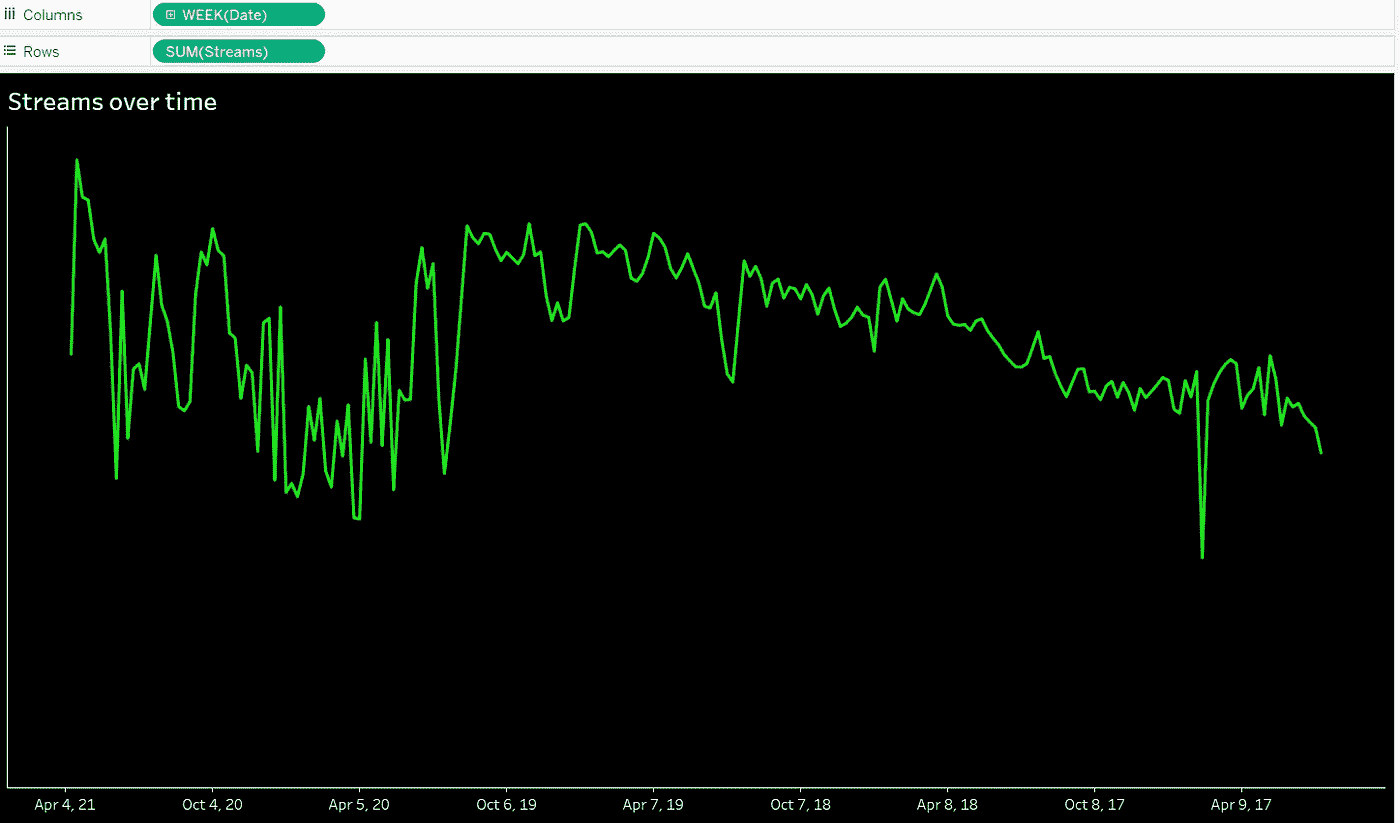 Columns WEEK(Date)
Rows SUM(Streams)
Streams over time
Apr 4, 21 Oct 4, 20 Apr 5, 20 Oct 6, 19 Apr 7, 19 Oct 7, 18 Apr 8, 18 Oct 8, 17 Apr 9, 17